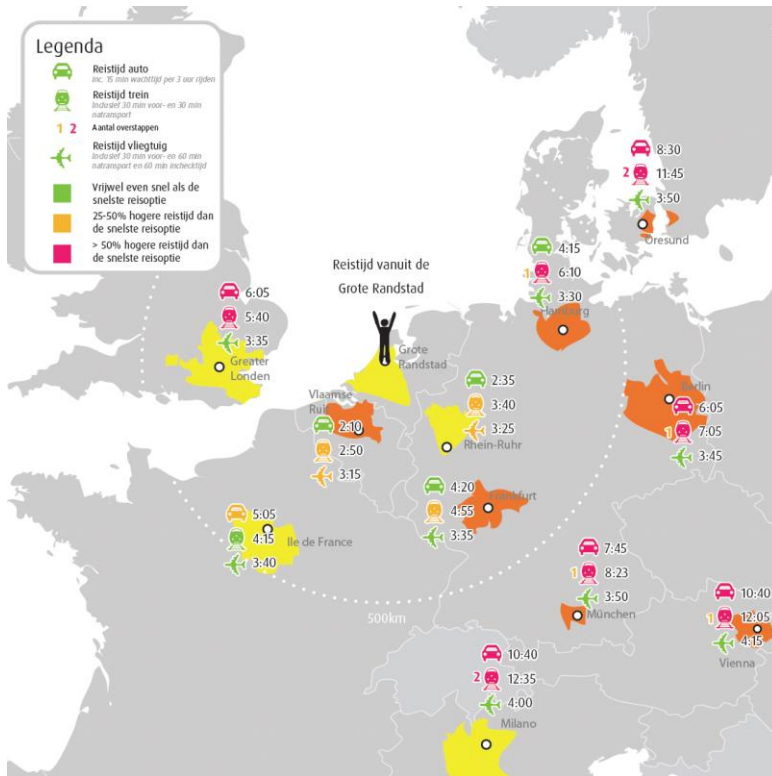 Legenda
Reistijd auto
inc. 15 min wachttijd per 3 uur rijden
Reistijd trein
Inclusief 30 min voor- en 30 min
natransport
1 2 Aantal overstappen
Reistijd vliegtuig
Inclusief 30 min voor- en 60 min
natransport en 60 min inchecktijd
Vrijwel even snel als de
snelste reisoptie
25-50% hogere reistijd dan
de snelste reisoptie
> 50% hogere reistijd dan
de snelste reisoptie
8:30
2 11:45
3:50
Oresund
4:15
1 6:10
3:30
Hamburg
Reistijd vanuit de
Grote Randstad
6:05
5:40
3:35
Greater
Londen
Grote
Randstad
2:35
3:40
3:25
Rhein-Ruhr
Vlaamse
Ruit
2:10
2:50
3:15
Berlin
6:05
1 7:05
3:45
4:20
4:55
3:35
Frankfurt
5:05
4:15
3:40
Ile de France
500km
7:45
1 8:23
3:50
München
10:40
1 12:05
4:15
Vienna
10:40
2 12:35
4:00
Milano